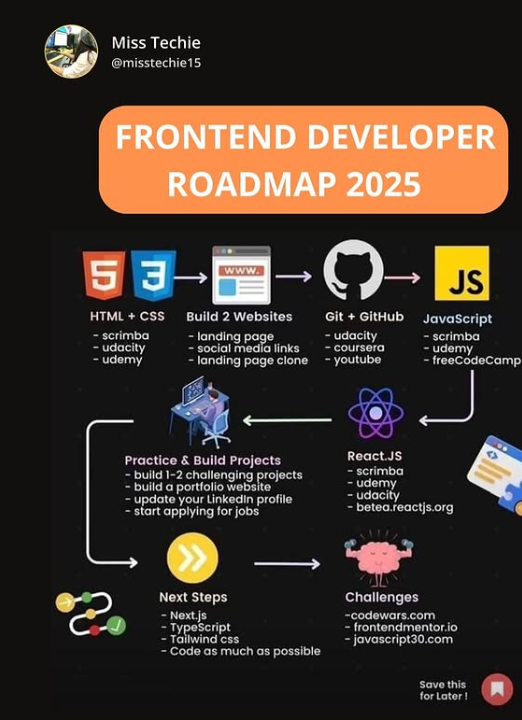 Miss Techie
@misstechie15
FRONTEND DEVELOPER
ROADMAP 2025
5
3
WWW.
JS
HTML + CSS
- scrimba
- udacity
- udemy
Build 2 Websites
- landing page
- social media links
- landing page clone
Git + GitHub
- udacity
- coursera
- youtube
JavaScript
- scrimba
- udemy
- freeCodeCamp
Practice & Build Projects
- build 1-2 challenging projects
- build a portfolio website
- update your LinkedIn profile
- start applying for jobs
React.JS
- scrimba
- udemy
- udacity
- betea.reactjs.org
Next Steps
- Next.js
- TypeScript
- Tailwind css
- Code as much as possible
Challenges
-codewars.com
- frontendmentor.io
- javascript30.com
Save this
for Later !